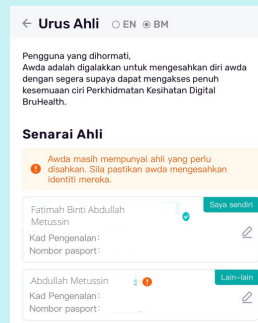 ← Urus Ahli EN BM
Pengguna yang dihormati,
Awda adalah digalakkan untuk mengesahkan diri awda
dengan segera supaya dapat mengakses penuh
kesemuaan ciri Perkhidmatan Kesihatan Digital
BruHealth.
Senarai Ahli
Awda masih mempunyai ahli yang perlu
disahkan. Sila pastikan awda mengesahkan
identiti mereka.
Saya sendiri
Fatimah Binti Abdullah
Metussin
Kad Pengenalan:
Nombor pasport:
Lain-lain
Abdullah Metussin
Kad Pengenalan:
Nombor pasport: